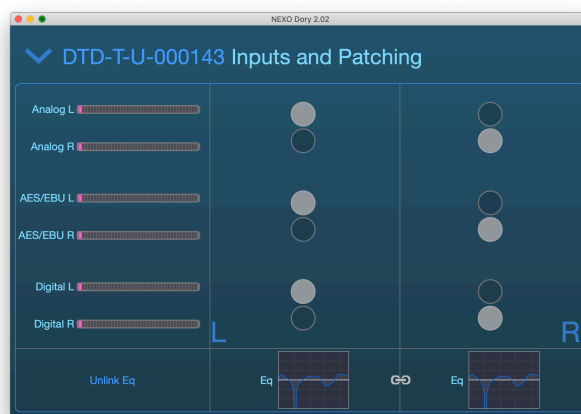 NEXO Dory 2.02
DTD-T-U-000143 Inputs and Patching
Analog L
Analog R
AES/EBU L
AES/EBU R
Digital L
Digital R
L
R
Unlink Eq
Eq
Eq